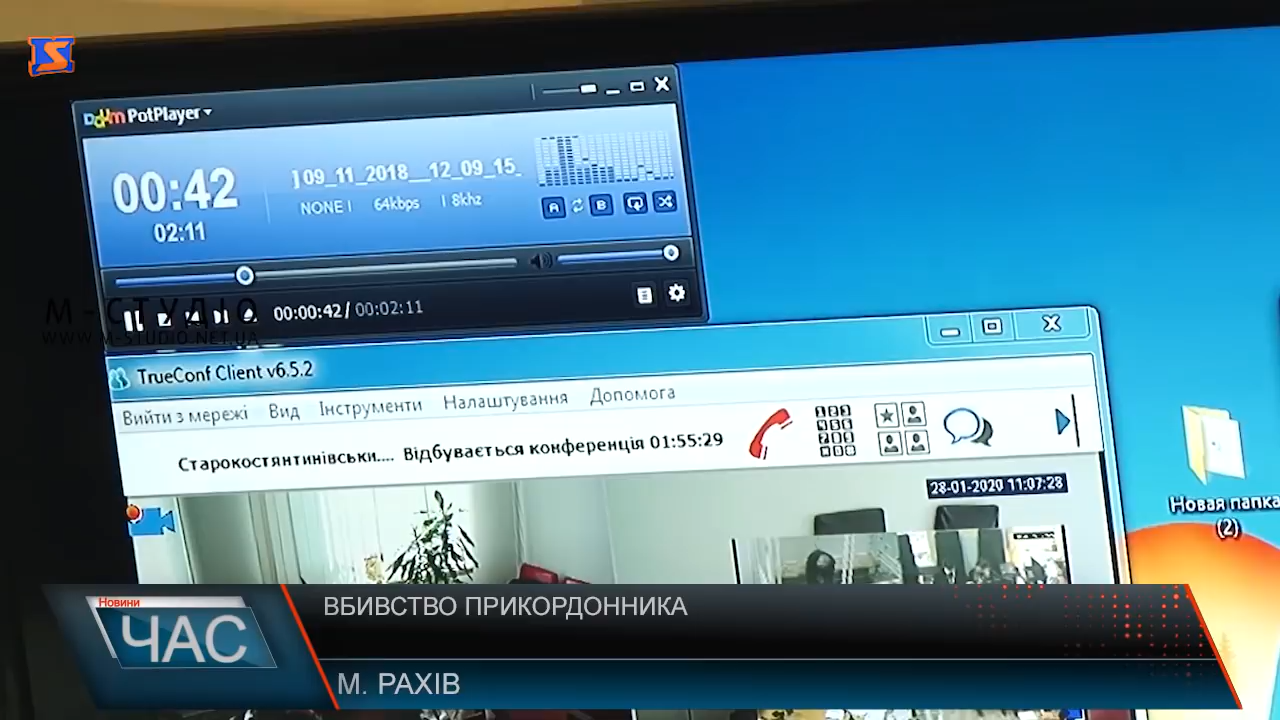 S
Daum PotPlayer
00:42
02:11
] 09_11_2018__12_09_15_
NONE | 64kbps | 8khz
A B
00:00:42 / 00:02:11
М-СТУДІО
WWW.M-STUDIO.NET.UA
TrueConf Client v6.5.2
Вийти з мережі Вид Інструменти Налаштування Допомога
Старокостянтинівськи.... Відбувається конференція 01:55:29
28-01-2020 11:07:28
Новая папка
(2)
Новини
ЧАС
ВБИВСТВО ПРИКОРДОННИКА
М. РАХІВ